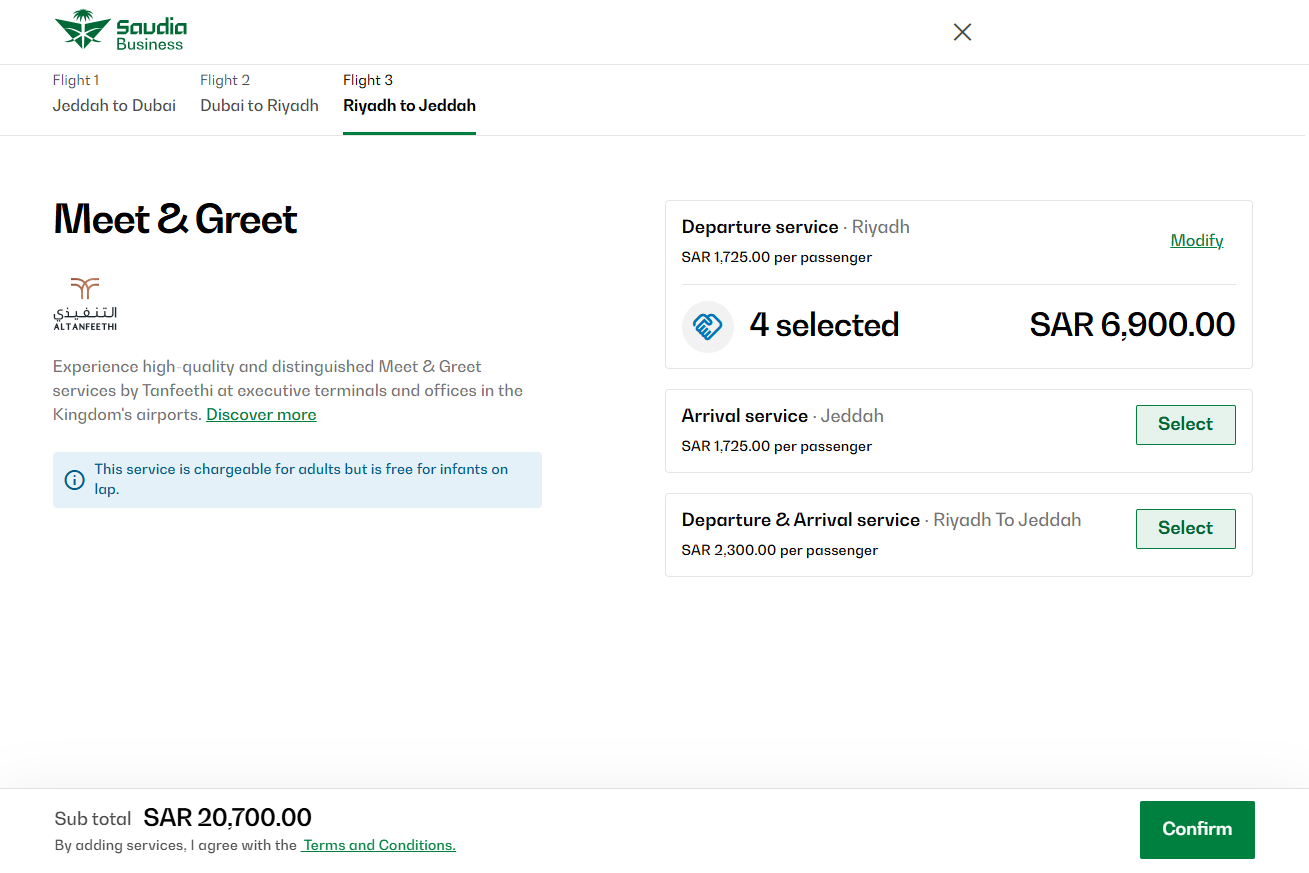 Saudia
Business
Flight 1
Jeddah to Dubai
Flight 2
Dubai to Riyadh
Flight 3
Riyadh to Jeddah
Meet & Greet
التنفيذي
ALTANFEETHI
Experience high-quality and distinguished Meet & Greet
services by Tanfeethi at executive terminals and offices in the
Kingdom's airports. Discover more
This service is chargeable for adults but is free for infants on
lap.
Departure service · Riyadh
SAR 1,725.00 per passenger
Modify
4 selected
SAR 6,900.00
Arrival service · Jeddah
SAR 1,725.00 per passenger
Select
Departure & Arrival service · Riyadh To Jeddah
SAR 2,300.00 per passenger
Select
Sub total SAR 20,700.00
By adding services, I agree with the Terms and Conditions.
Confirm